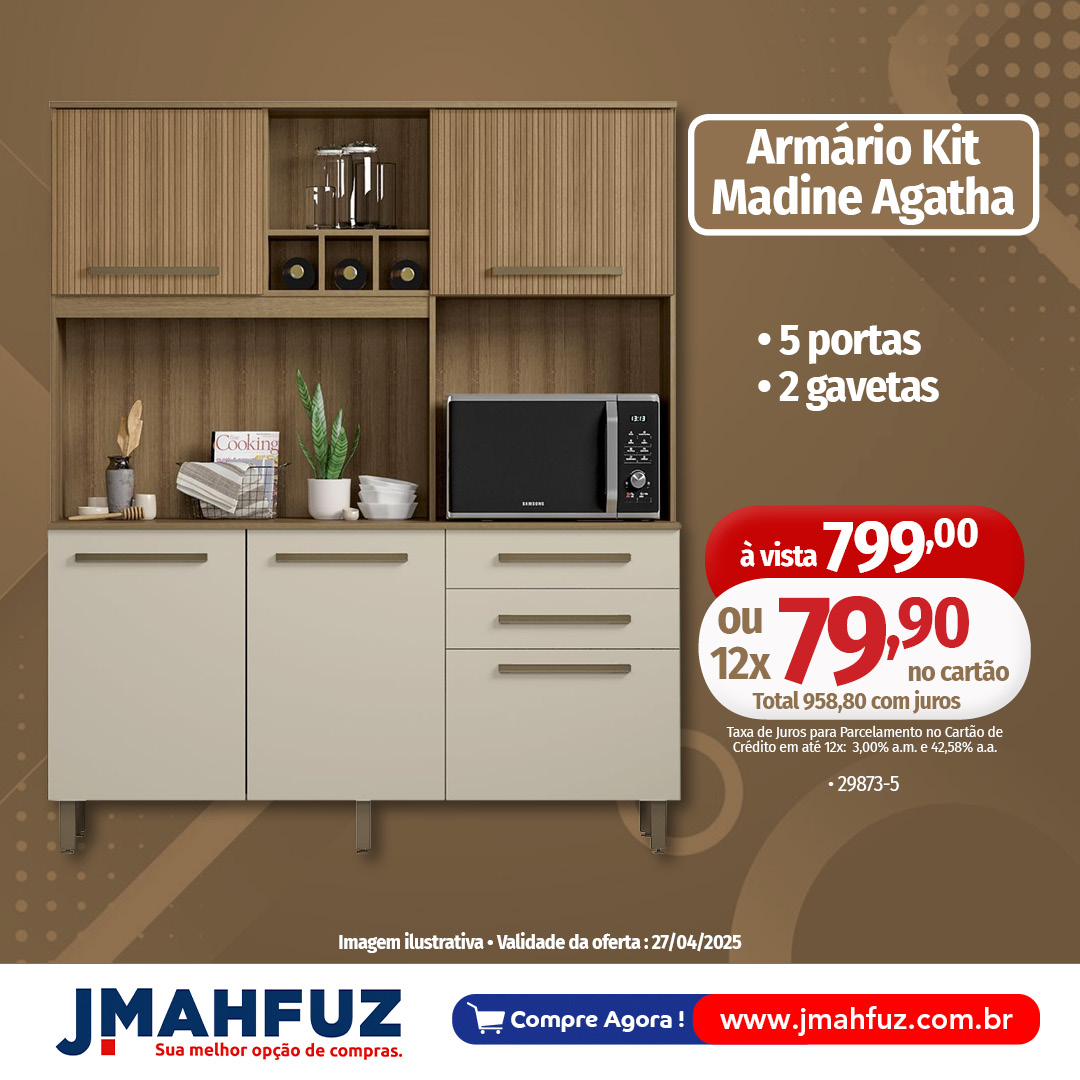 Armário Kit
Madine Agatha
• 5 portas
• 2 gavetas
Cooking
13:13
SAMSUNG
à vista 799,00
ou
12x 79,90
no cartão
Total 958,80 com juros
Taxa de Juros para Parcelamento no Cartão de
Crédito em até 12x: 3,00% a.m. e 42,58% a.a.
• 29873-5
Imagem ilustrativa • Validade da oferta : 27/04/2025
JMAHFUZ
Sua melhor opção de compras.
Compre Agora !
www.jmahfuz.com.br